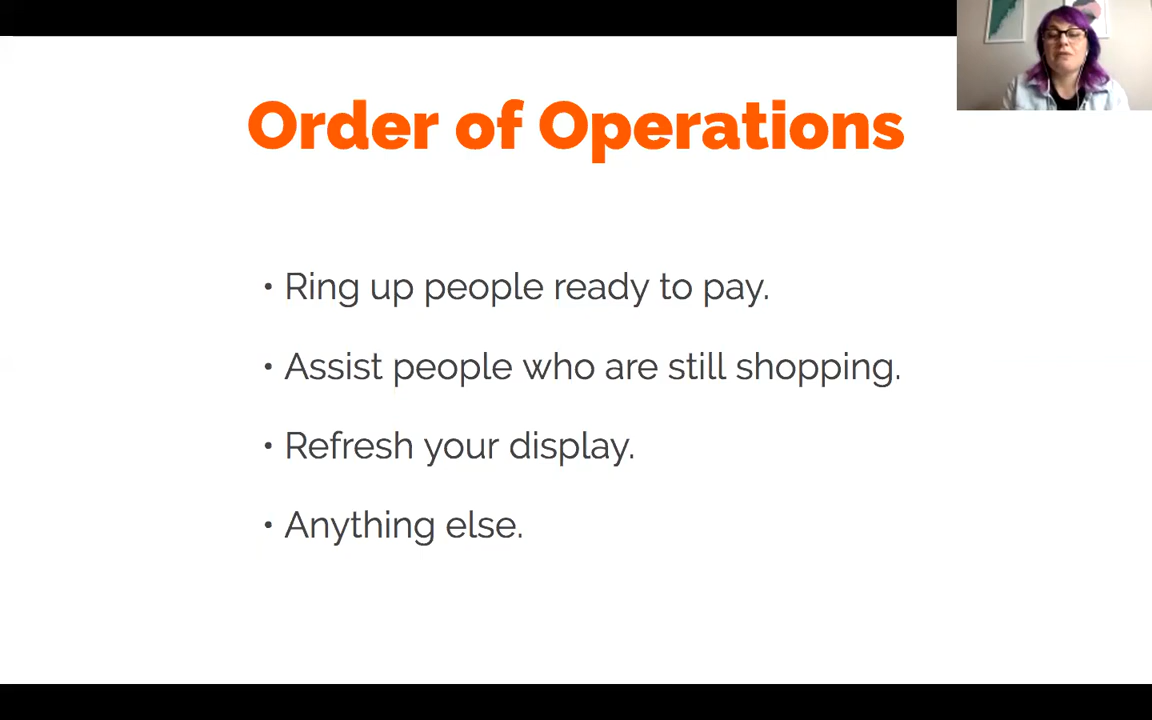 Order of Operations
• Ring up people ready to pay.
• Assist people who are still shopping.
• Refresh your display.
• Anything else.